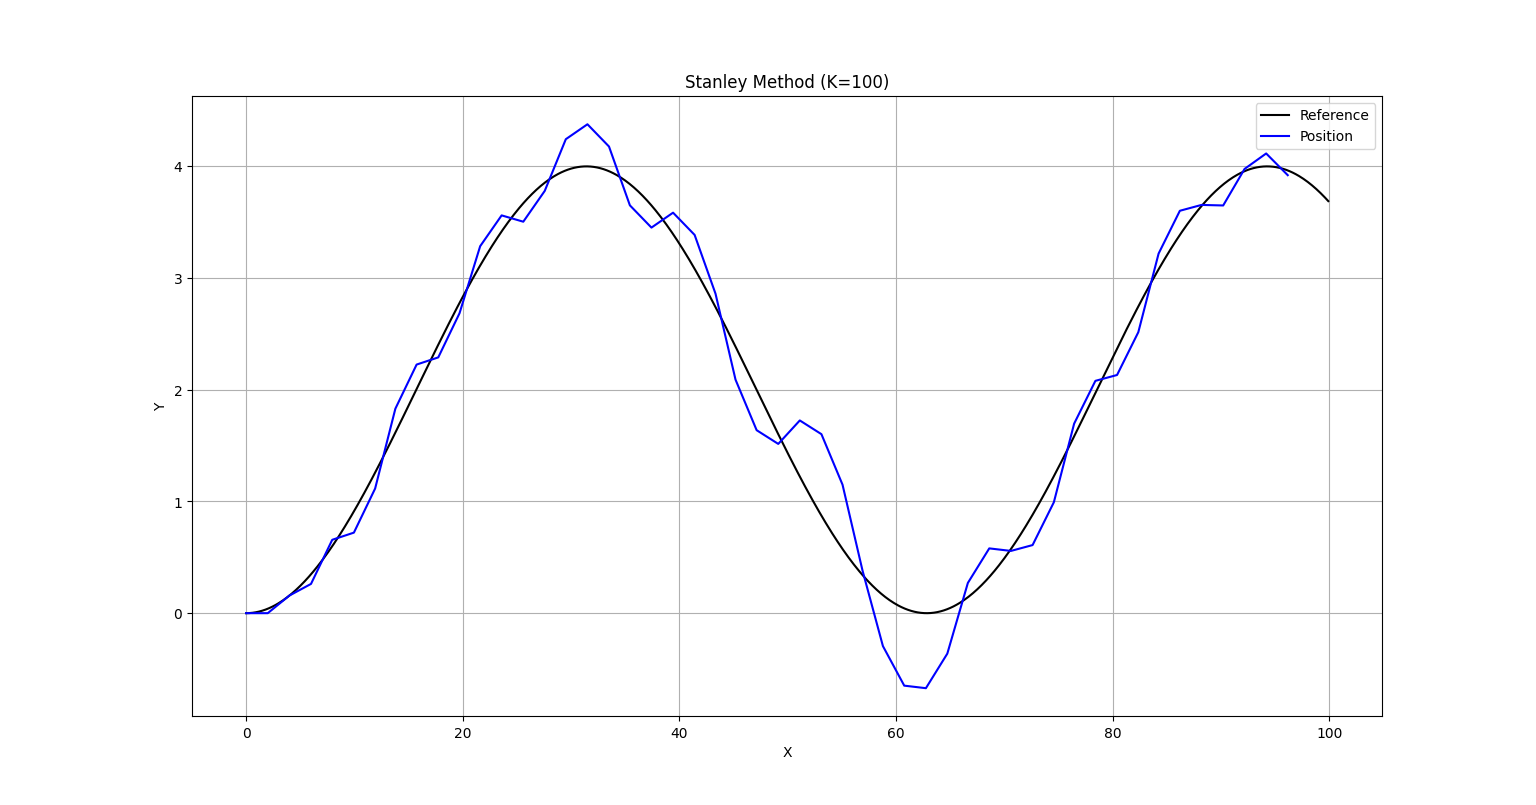 Stanley Method (K=100)
Reference
Position
4
3
2
1
0
Y
0 20 40 60 80 100
X